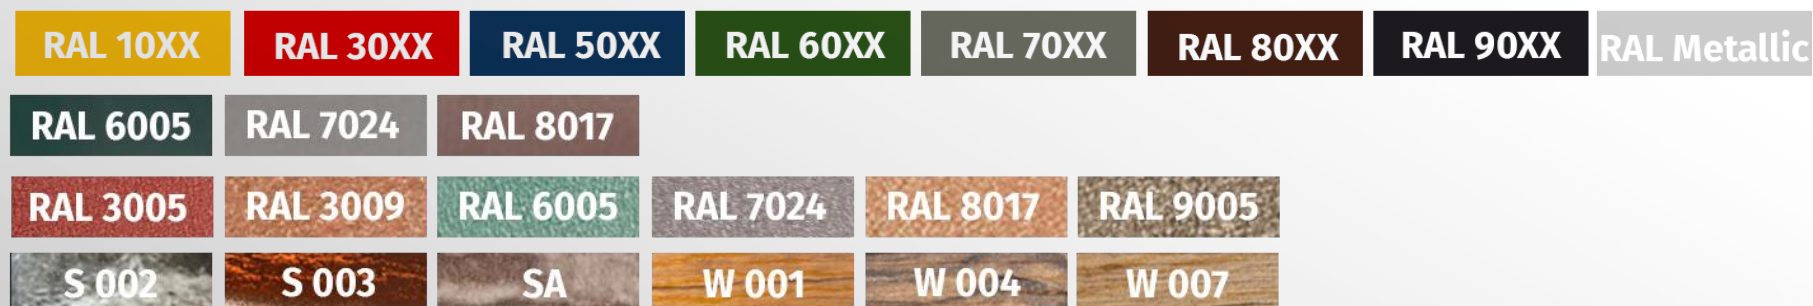 RAL 10XX RAL 30XX RAL 50XX RAL 60XX RAL 70XX RAL 80XX RAL 90XX RAL Metallic
RAL 6005 RAL 7024 RAL 8017
RAL 3005 RAL 3009 RAL 6005 RAL 7024 RAL 8017 RAL 9005
S 002 S 003 SA W 001 W 004 W 007